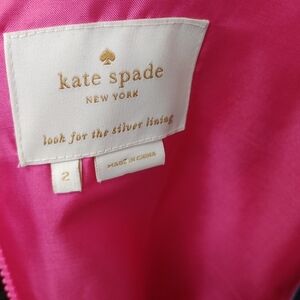 kate spade
NEW YORK
look for the silver lining
2
MADE IN CHINA